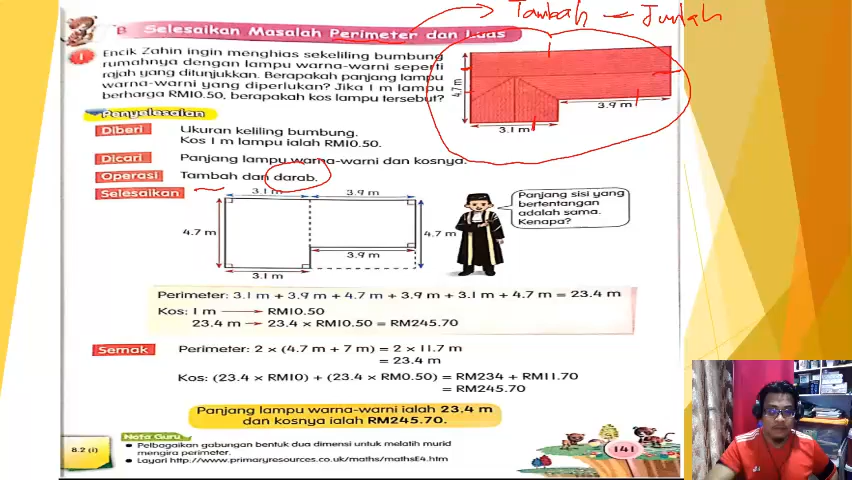 Tambah - Jumlah
B Selesaikan Masalah Perimeter dan Luas
1 Encik Zahin ingin menghias sekeliling bumbung
rumahnya dengan lampu warna-warni seperti
rajah yang ditunjukkan. Berapakah panjang lampu
warna-warni yang diperlukan? Jika 1 m lampu
berharga RM10.50, berapakah kos lampu tersebut?
4.7 m
3.9 m
3.1 m
Penyelesaian
Diberi Ukuran keliling bumbung.
Kos 1 m lampu ialah RM10.50.
Dicari Panjang lampu warna-warni dan kosnya.
Operasi Tambah dan darab.
Selesaikan
3.1 m 3.9 m
4.7 m 4.7 m
3.9 m
3.1 m
Panjang sisi yang
bertentangan
adalah sama.
Kenapa?
Perimeter: 3.1 m + 3.9 m + 4.7 m + 3.9 m + 3.1 m + 4.7 m = 23.4 m
Kos: 1 m → RM10.50
23.4 m → 23.4 × RM10.50 = RM245.70
Semak Perimeter: 2 × (4.7 m + 7 m) = 2 × 11.7 m
= 23.4 m
Kos: (23.4 × RM10) + (23.4 × RM0.50) = RM234 + RM11.70
= RM245.70
Panjang lampu warna-warni ialah 23.4 m
dan kosnya ialah RM245.70.
8.2 (i)
Nota Guru
• Pelbagaikan gabungan bentuk dua dimensi untuk melatih murid
mengira perimeter.
• Layari http://www.primaryresources.co.uk/maths/mathsE4.htm
141